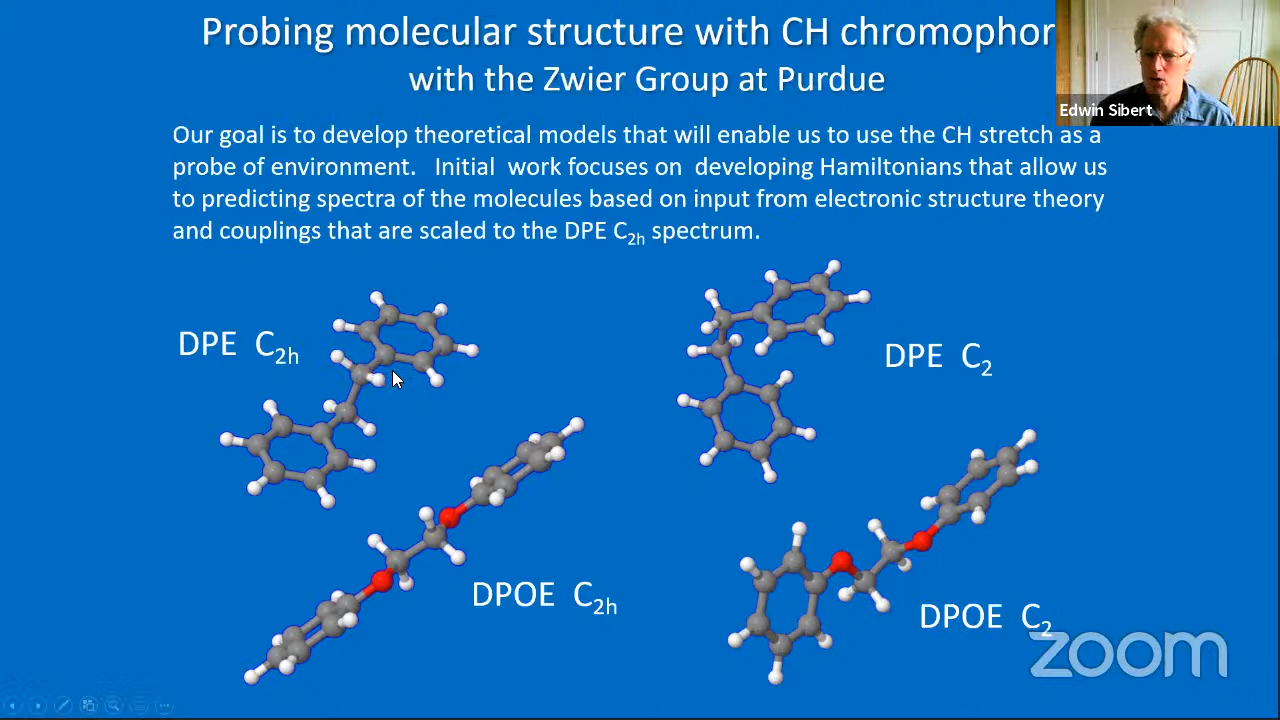 Probing molecular structure with CH chromophor
with the Zwier Group at Purdue
Edwin Sibert
Our goal is to develop theoretical models that will enable us to use the CH stretch as a
probe of environment. Initial work focuses on developing Hamiltonians that allow us
to predicting spectra of the molecules based on input from electronic structure theory
and couplings that are scaled to the DPE C2h spectrum.
DPE C2h
DPE C2
DPOE C2h
DPOE C2
zoom